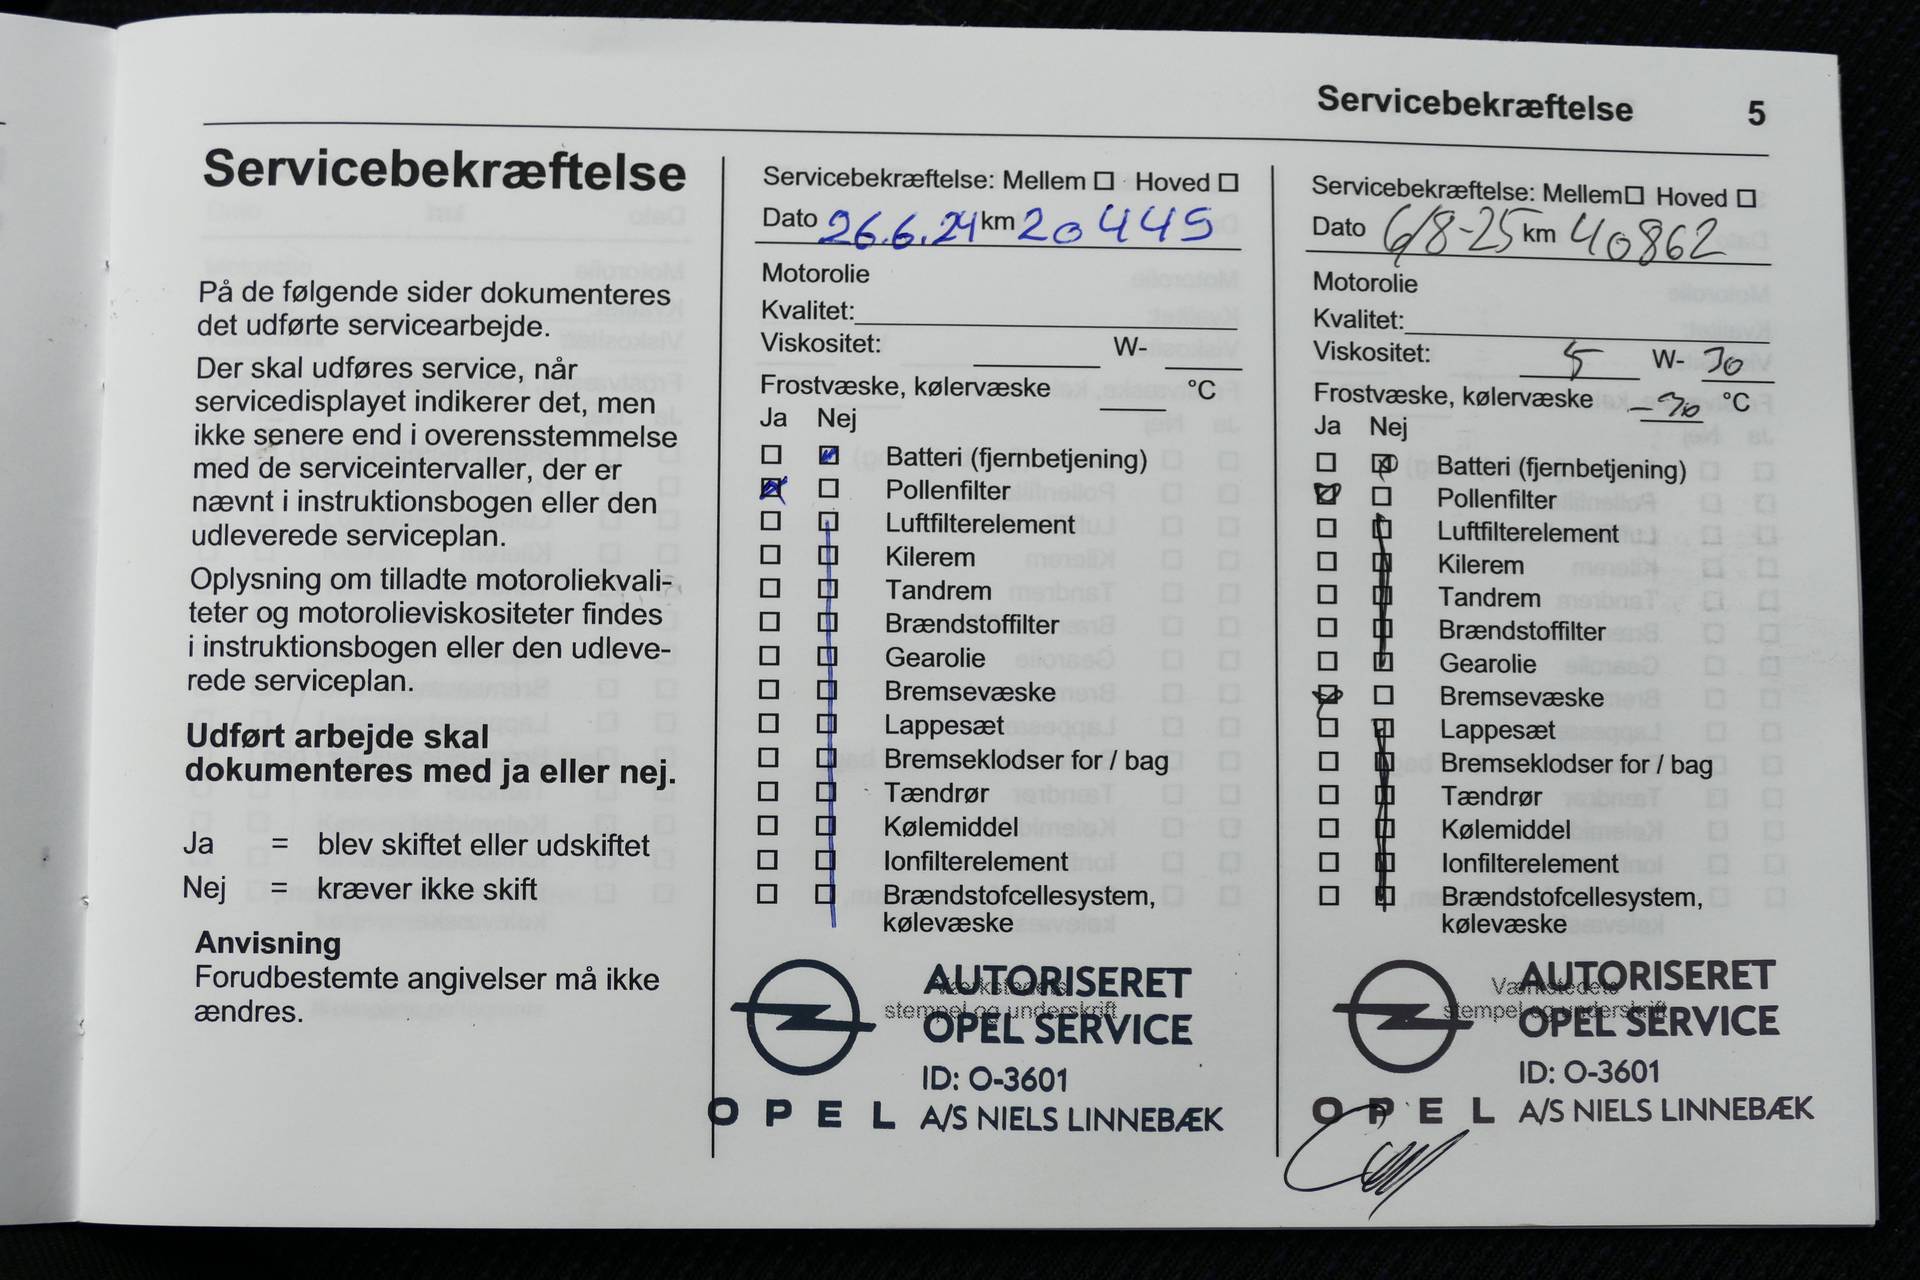 Servicebekræftelse 5
Servicebekræftelse
På de følgende sider dokumenteres
det udførte servicearbejde.
Der skal udføres service, når
servicedisplayet indikerer det, men
ikke senere end i overensstemmelse
med de serviceintervaller, der er
nævnt i instruktionsbogen eller den
udleverede serviceplan.
Oplysning om tilladte motoroliekvali-
teter og motorolieviskositeter findes
i instruktionsbogen eller den udleve-
rede serviceplan.
Udført arbejde skal
dokumenteres med ja eller nej.
Ja = blev skiftet eller udskiftet
Nej = kræver ikke skift
Anvisning
Forudbestemte angivelser må ikke
ændres.
Servicebekræftelse: Mellem ☐ Hoved ☐
Dato 26.6.24 km 20445
Motorolie
Kvalitet:
Viskositet: W-
Frostvæske, kølervæske °C
Ja Nej
Batteri (fjernbetjening)
Pollenfilter
Luftfilterelement
Kilerem
Tandrem
Brændstoffilter
Gearolie
Bremsevæske
Lappesæt
Bremseklodser for / bag
Tændrør
Kølemiddel
Ionfilterelement
Brændstofcellesystem,
kølevæske
Værkstedets
stempel og underskrift
AUTORISERET
OPEL SERVICE
ID: O-3601
OPEL A/S NIELS LINNEBÆK
Servicebekræftelse: Mellem ☐ Hoved ☐
Dato 6/8-25 km 40862
Motorolie
Kvalitet:
Viskositet: 5 W- 30
Frostvæske, kølervæske -30 °C
Ja Nej
Batteri (fjernbetjening)
Pollenfilter
Luftfilterelement
Kilerem
Tandrem
Brændstoffilter
Gearolie
Bremsevæske
Lappesæt
Bremseklodser for / bag
Tændrør
Kølemiddel
Ionfilterelement
Brændstofcellesystem,
kølevæske
Værkstedets
stempel og underskrift
AUTORISERET
OPEL SERVICE
ID: O-3601
OPEL A/S NIELS LINNEBÆK